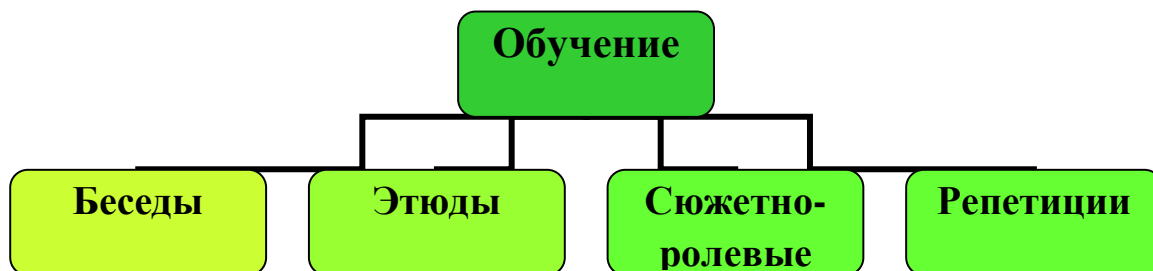 Обучение
Беседы
Этюды
Сюжетно-
ролевые
Репетиции